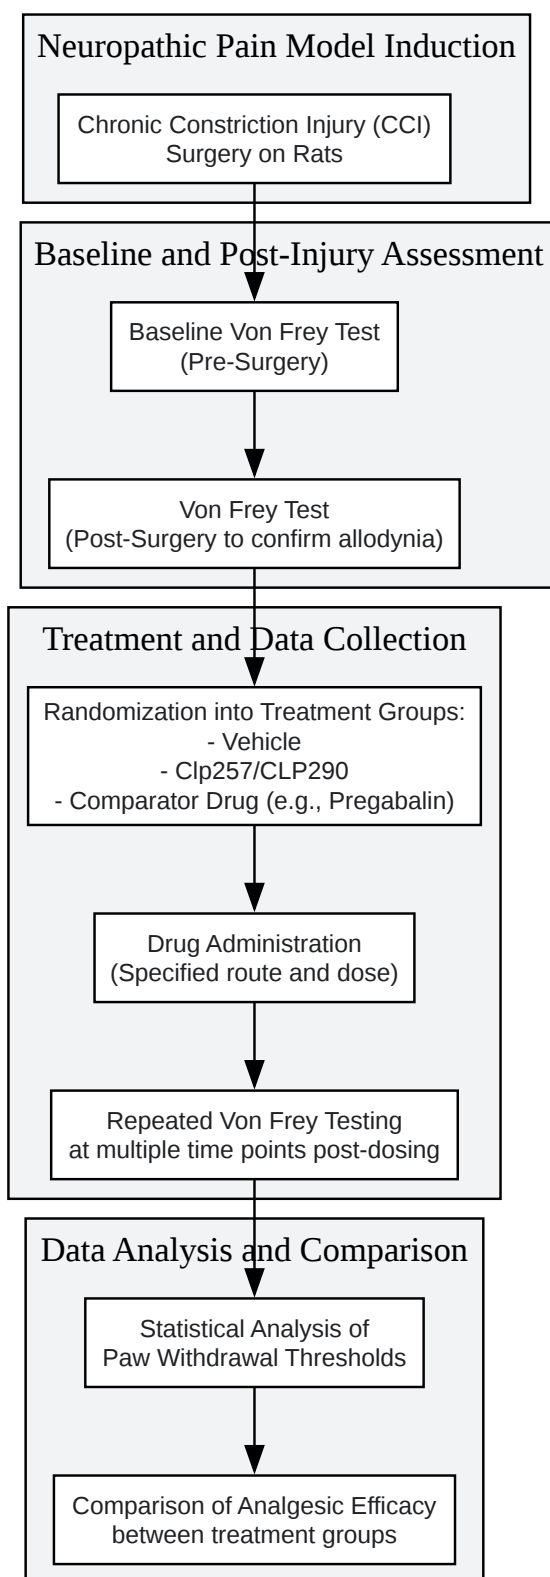 Neuropathic Pain Model Induction
Chronic Constriction Injury (CCI)
Surgery on Rats
Baseline and Post-Injury Assessment
Baseline Von Frey Test
(Pre-Surgery)
Von Frey Test
(Post-Surgery to confirm allodynia)
Treatment and Data Collection
Randomization into Treatment Groups:
- Vehicle
- Clp257/CLP290
- Comparator Drug (e.g., Pregabalin)
Drug Administration
(Specified route and dose)
Repeated Von Frey Testing
at multiple time points post-dosing
Data Analysis and Comparison
Statistical Analysis of
Paw Withdrawal Thresholds
Comparison of Analgesic Efficacy
between treatment groups